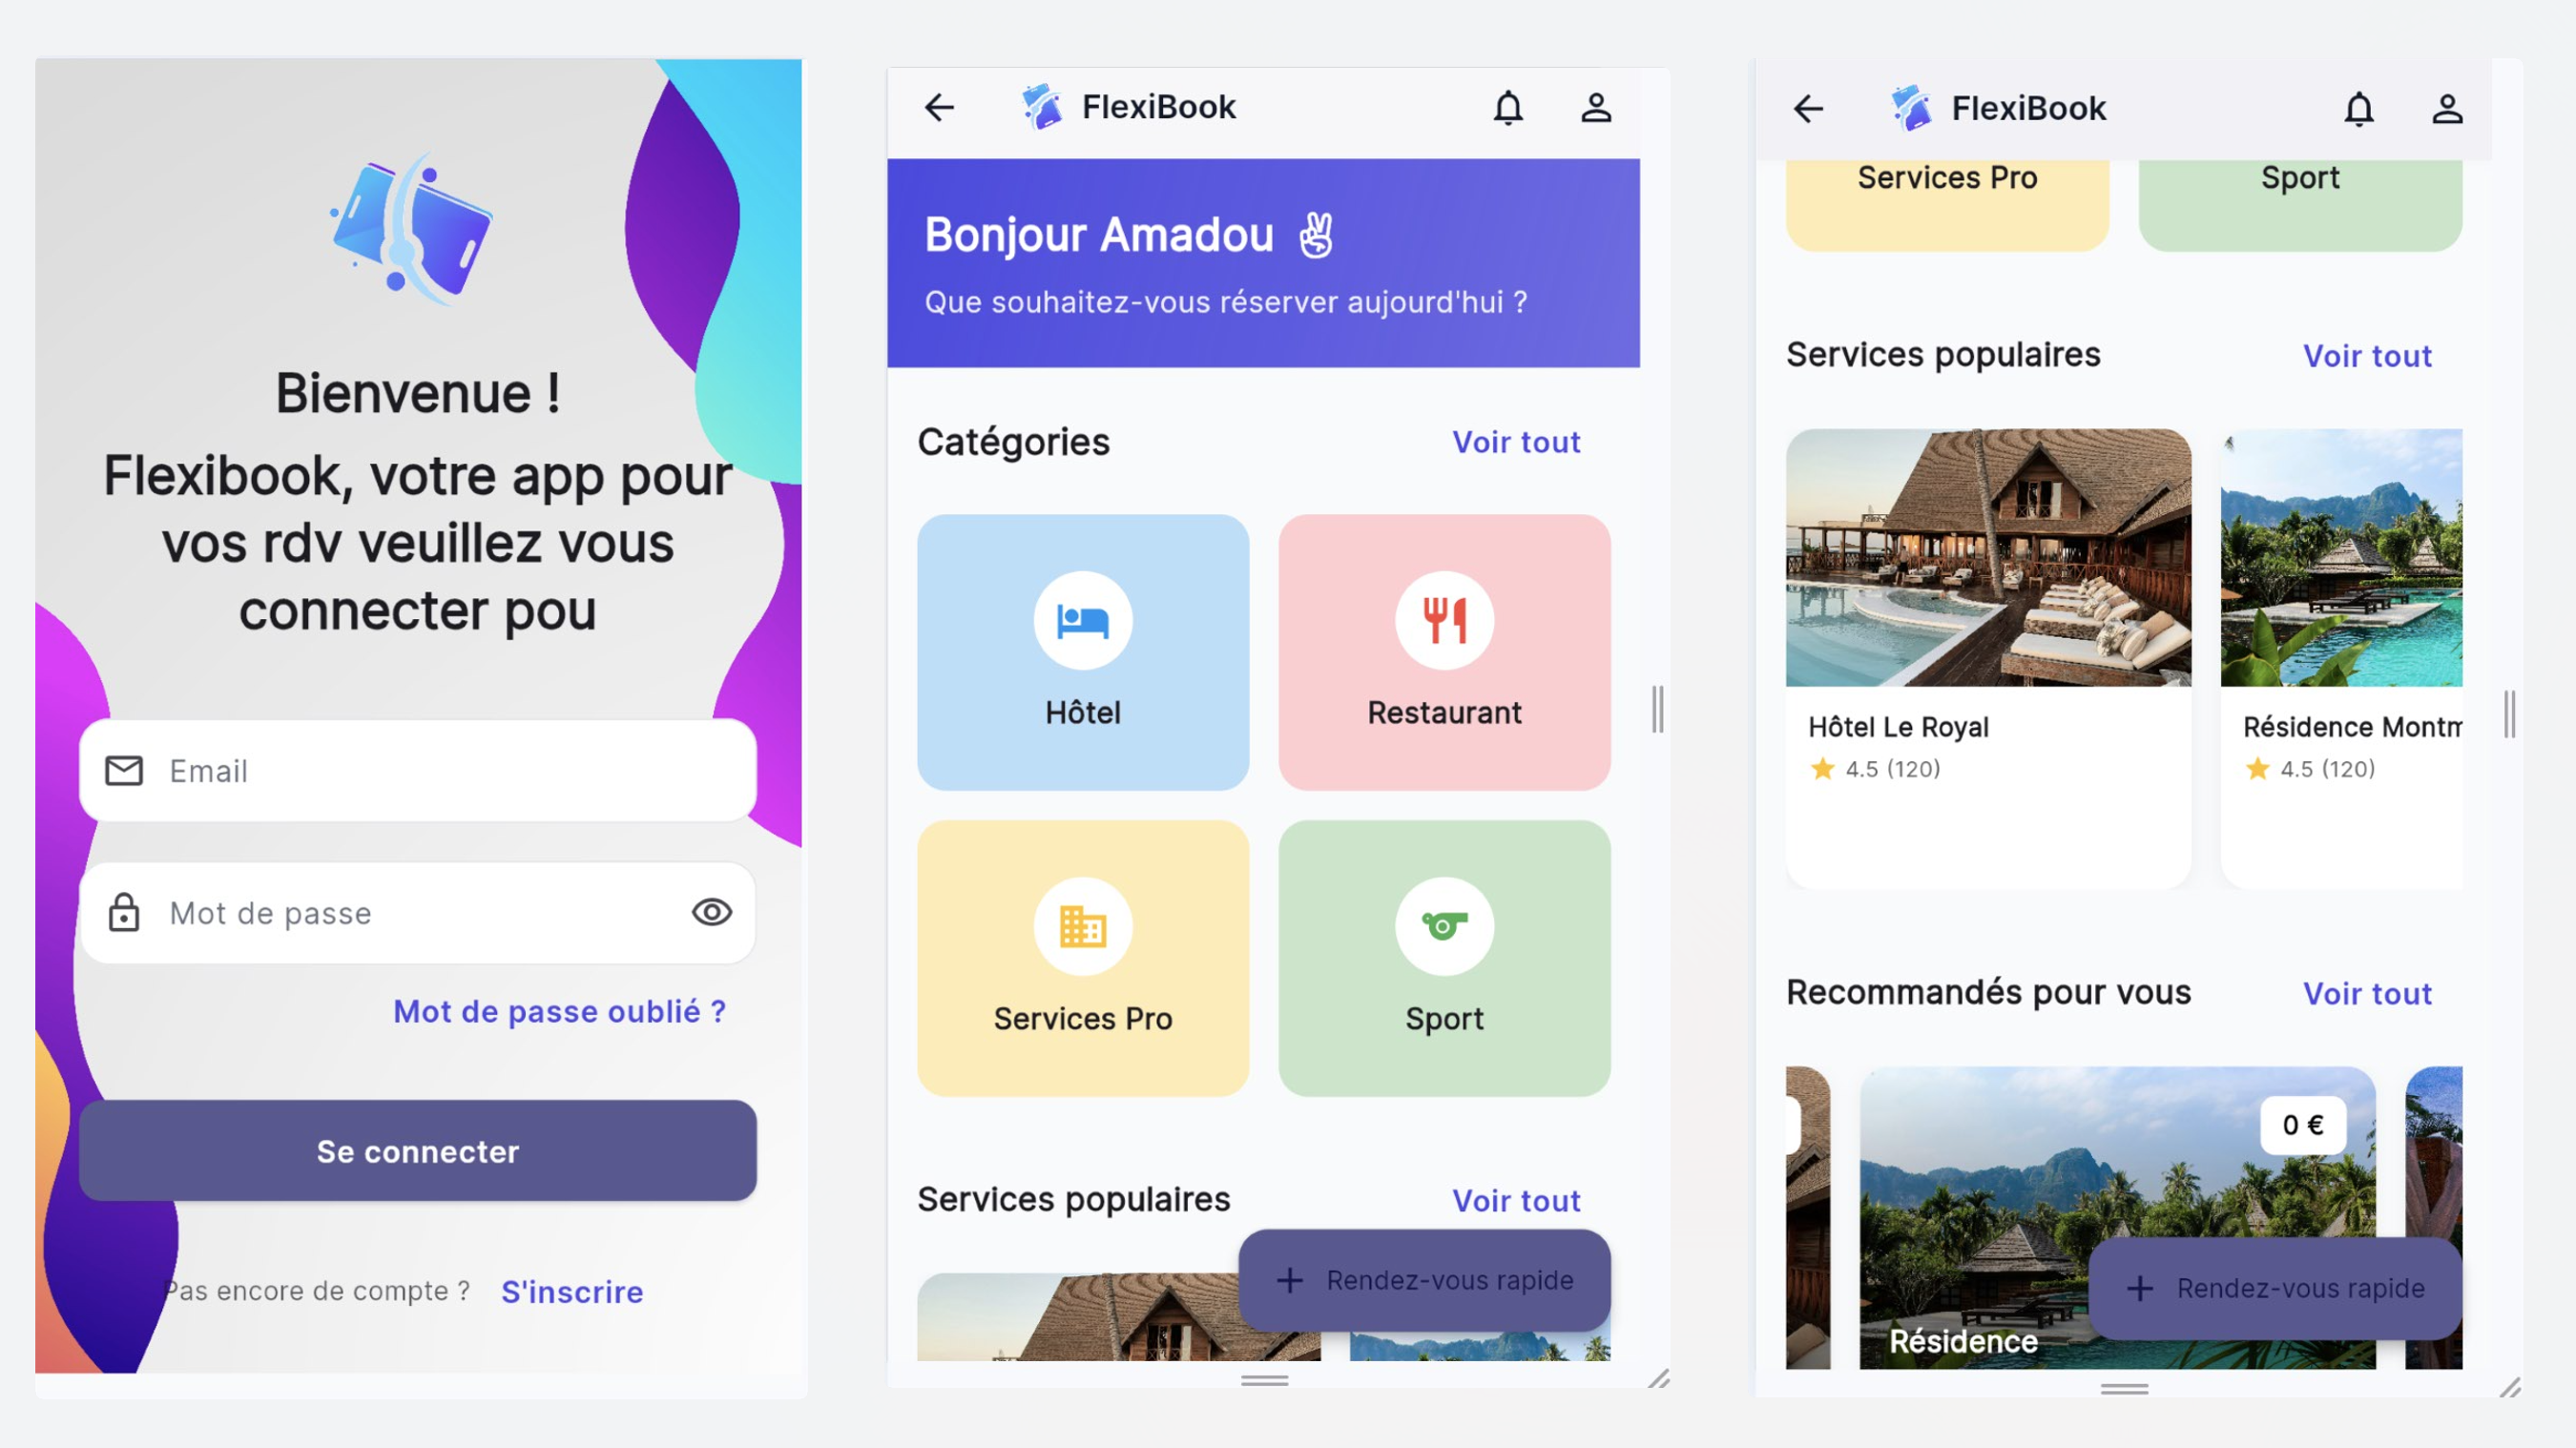 Bienvenue !
Flexibook, votre app pour
vos rdv veuillez vous
connecter pou
Email
Mot de passe
Mot de passe oublié ?
Se connecter
Pas encore de compte ? S'inscrire
FlexiBook
Bonjour Amadou
Que souhaitez-vous réserver aujourd'hui ?
Catégories Voir tout
Hôtel Restaurant
Services Pro Sport
Services populaires Voir tout
+ Rendez-vous rapide
FlexiBook
Services Pro Sport
Services populaires Voir tout
Hôtel Le Royal Résidence Montm
4.5 (120) 4.5 (120)
Recommandés pour vous Voir tout
0 €
+ Rendez-vous rapide
Résidence